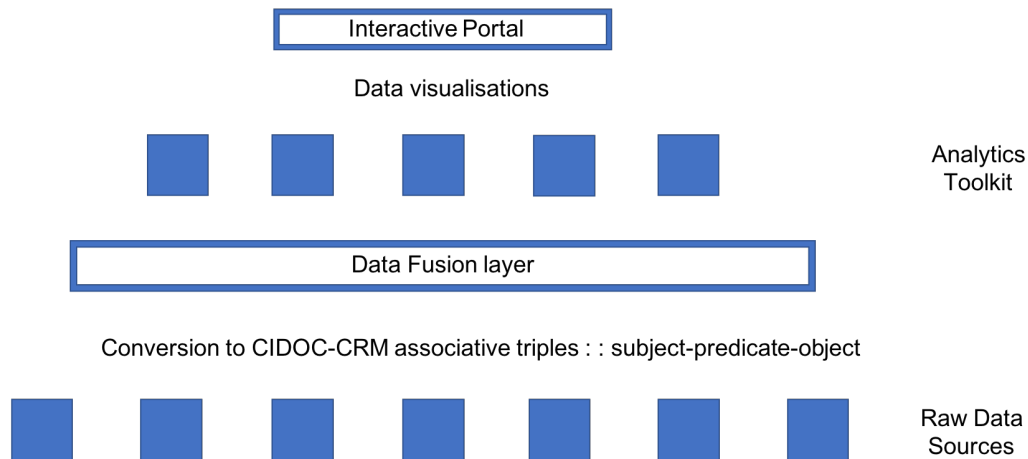 Interactive Portal
Data visualisations
Analytics
Toolkit
Data Fusion layer
Conversion to CIDOC-CRM associative triples : : subject-predicate-object
Raw Data
Sources